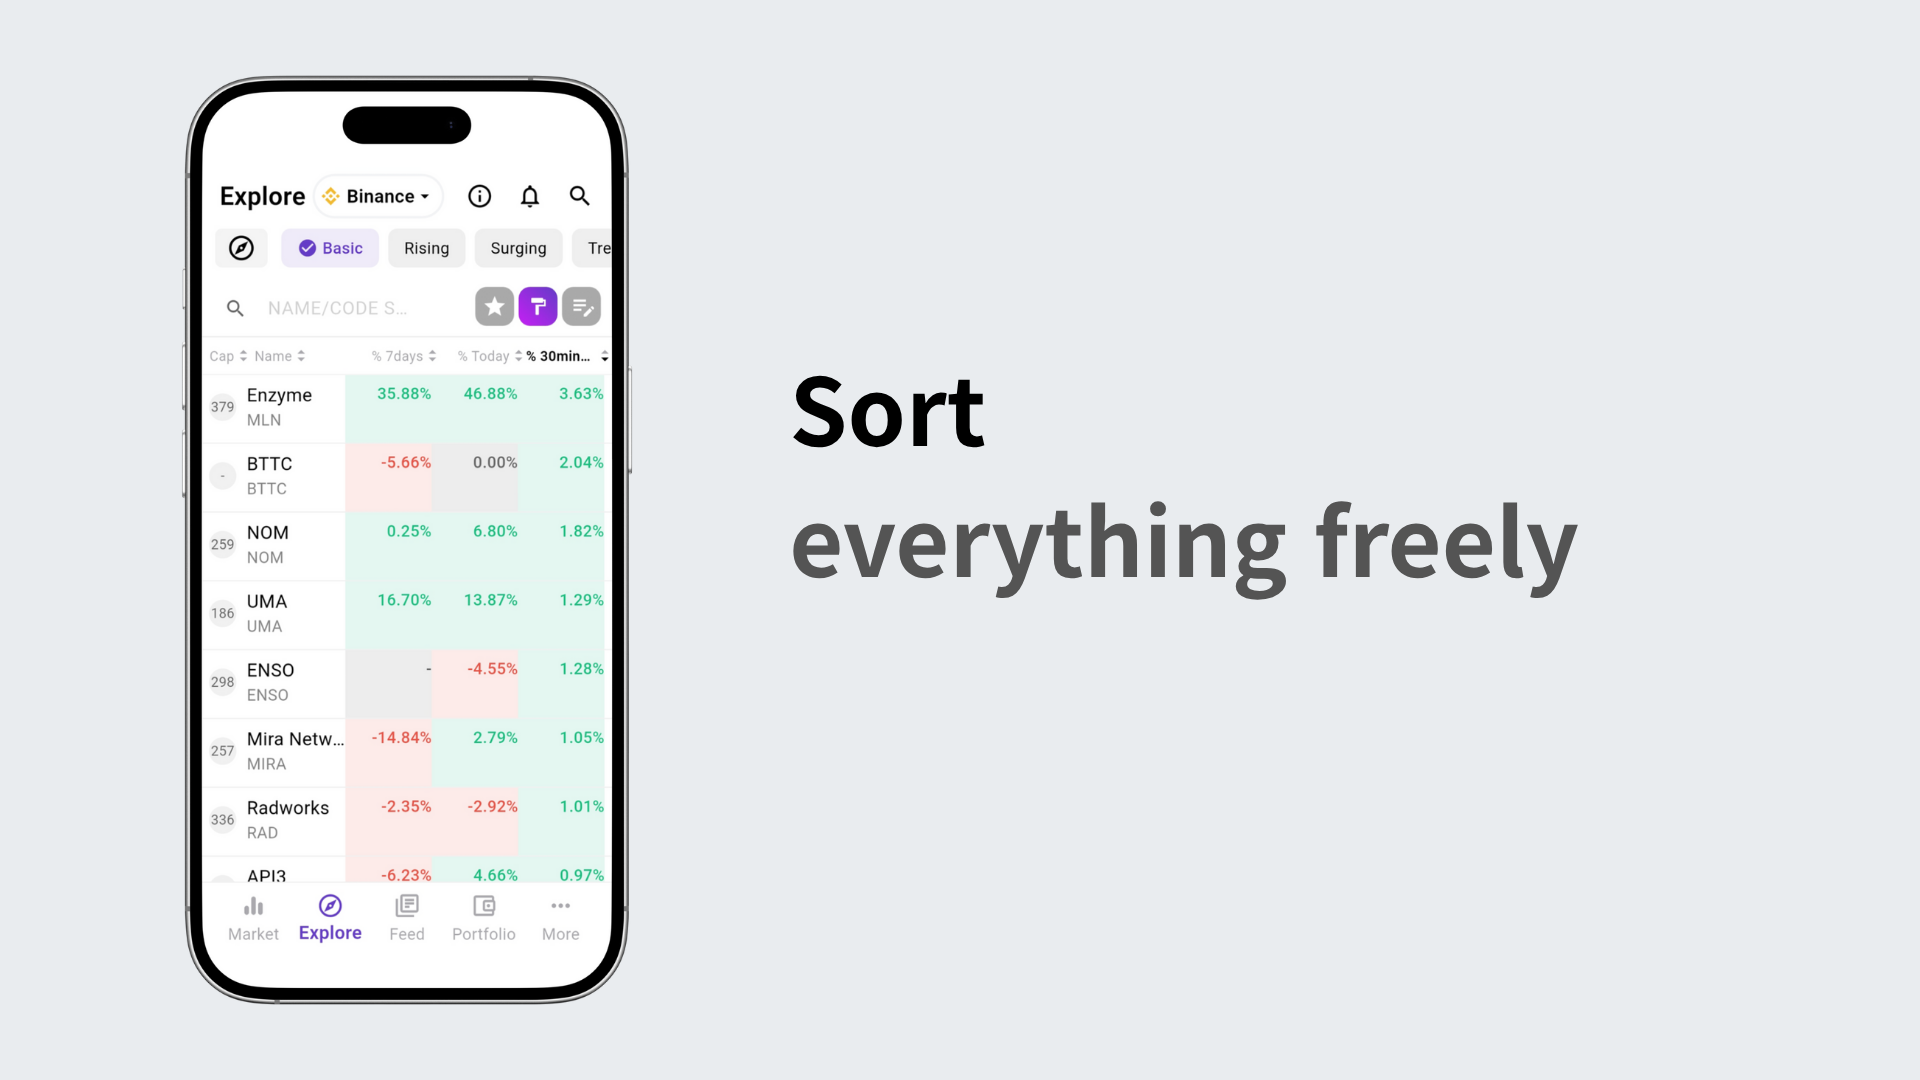 Explore Binance
Basic Rising Surging Tre
NAME/CODE S...
Cap Name % 7days % Today % 30min...
379 Enzyme MLN 35.88% 46.88% 3.63%
- BTTC BTTC -5.66% 0.00% 2.04%
259 NOM NOM 0.25% 6.80% 1.82%
186 UMA UMA 16.70% 13.87% 1.29%
298 ENSO ENSO - -4.55% 1.28%
257 Mira Netw... MIRA -14.84% 2.79% 1.05%
336 Radworks RAD -2.35% -2.92% 1.01%
API3 -6.23% 4.66% 0.97%
Market Explore Feed Portfolio More
Sort
everything freely